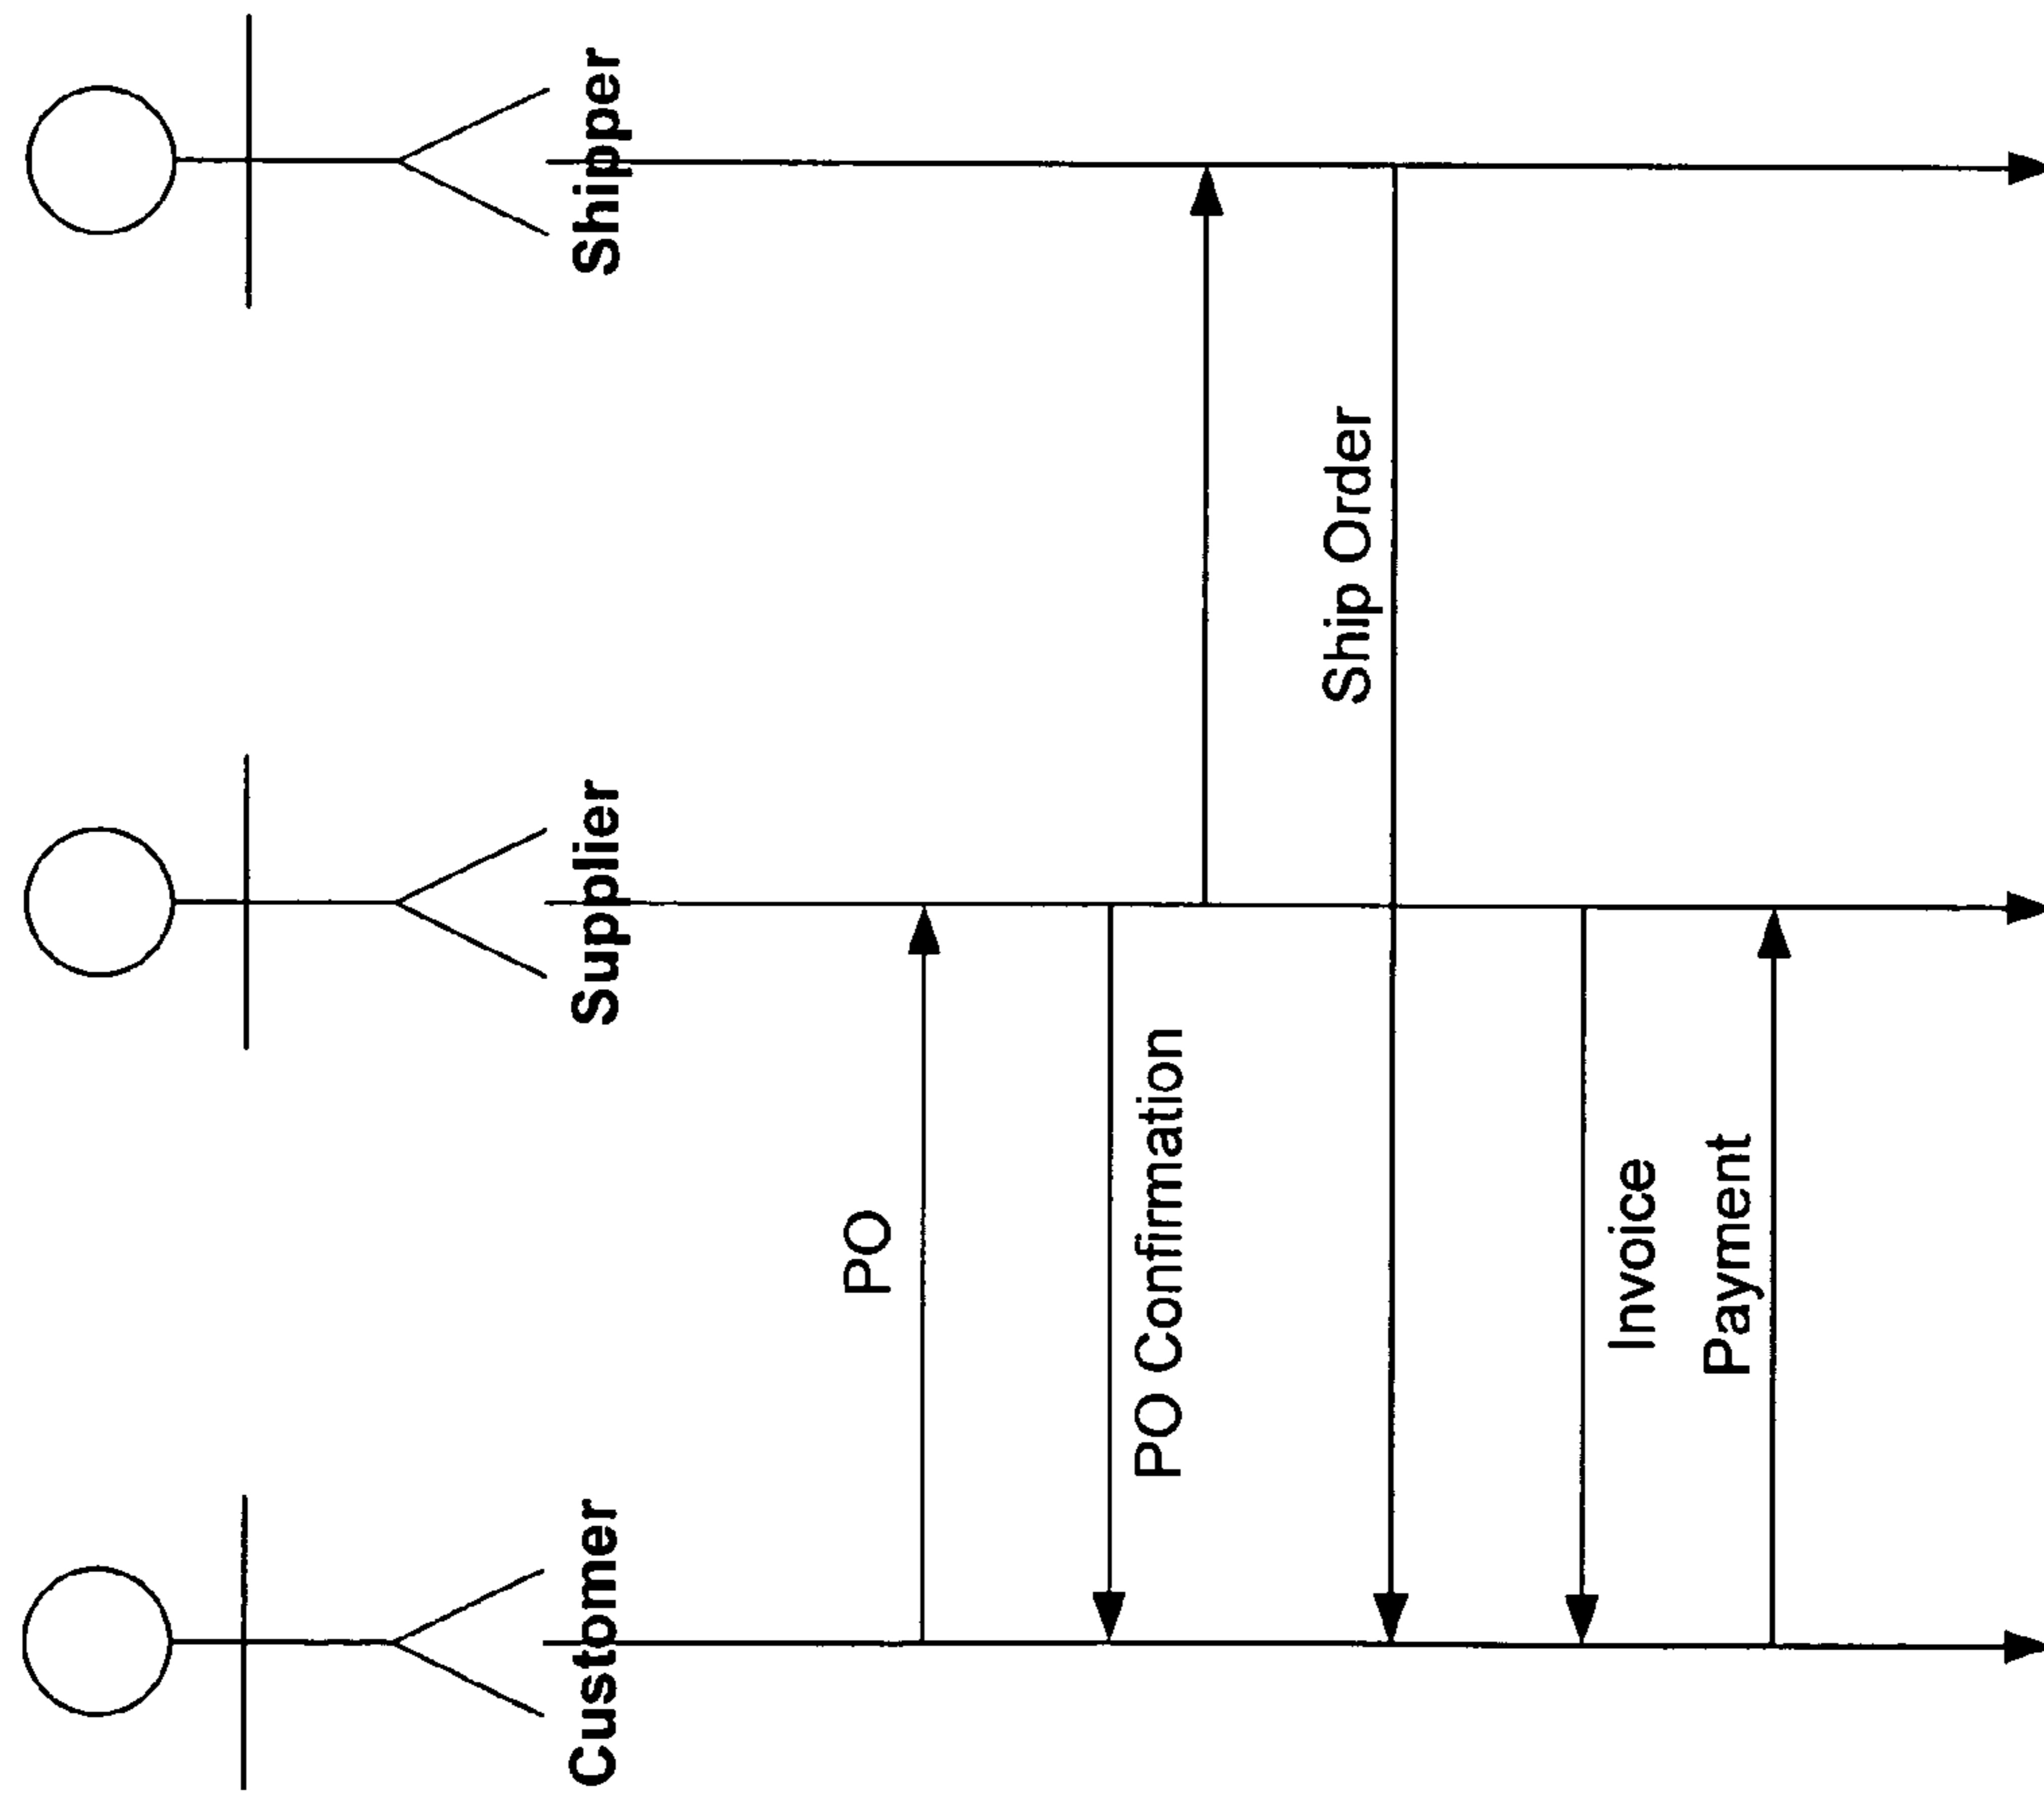 Customer
Supplier
Shipper
PO
PO Confirmation
Ship Order
Invoice
Payment